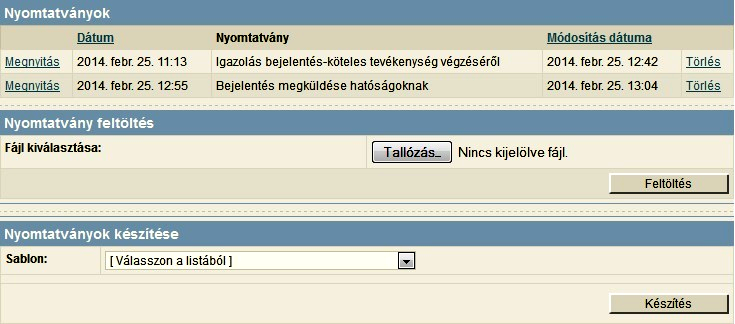 Nyomtatványok
Dátum Nyomtatvány Módosítás dátuma
Megnyitás 2014. febr. 25. 11:13 Igazolás bejelentés-köteles tevékenység végzéséről 2014. febr. 25. 12:42 Törlés
Megnyitás 2014. febr. 25. 12:55 Bejelentés megküldése hatóságoknak 2014. febr. 25. 13:04 Törlés
Nyomtatvány feltöltés
Fájl kiválasztása: Tallózás... Nincs kijelölve fájl.
Feltöltés
Nyomtatványok készítése
Sablon: [ Válasszon a listából ]
Készítés